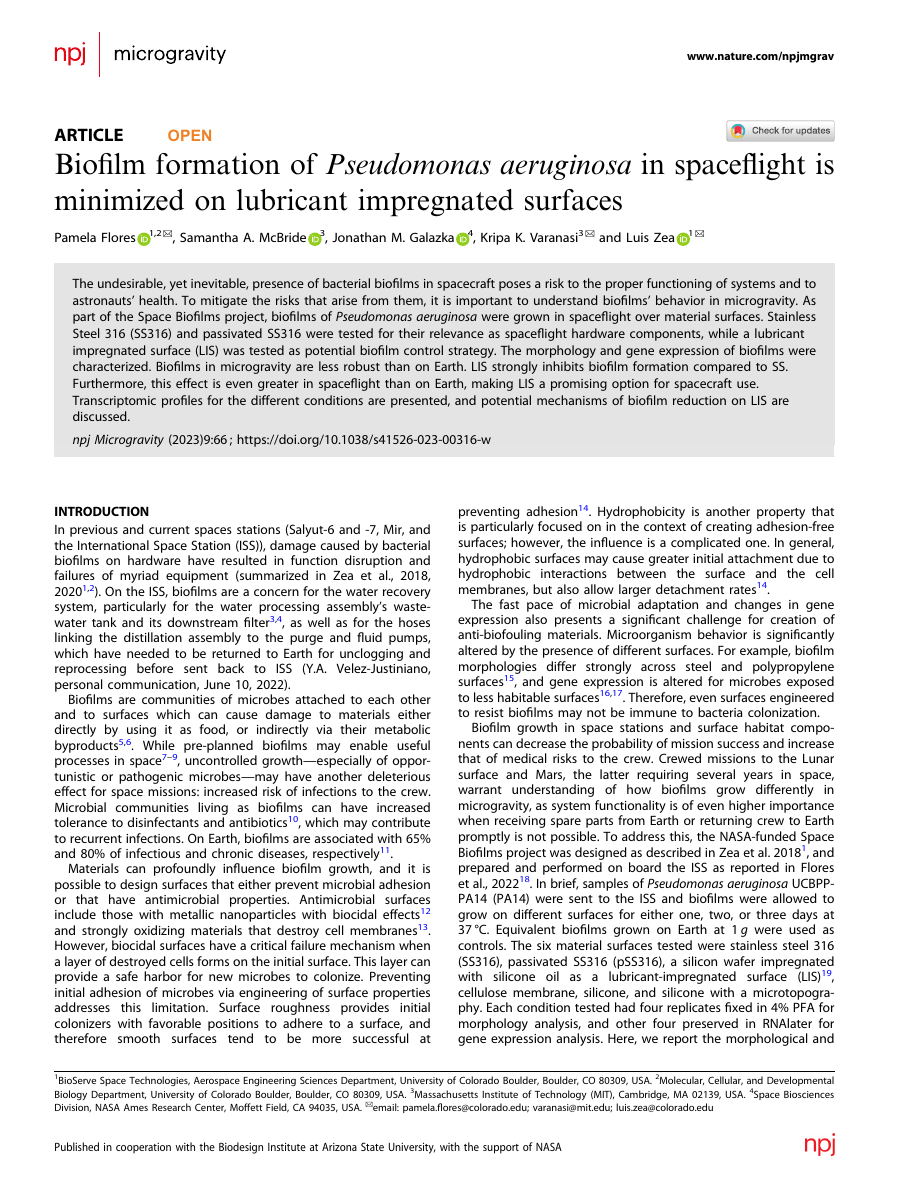 npj | microgravity
www.nature.com/npjmgrav
Check for updates
ARTICLE OPEN
Biofilm formation of Pseudomonas aeruginosa in spaceflight is
minimized on lubricant impregnated surfaces
Pamela Flores iD 1,2✉, Samantha A. McBride iD 3, Jonathan M. Galazka iD 4, Kripa K. Varanasi3✉ and Luis Zea iD 1✉
The undesirable, yet inevitable, presence of bacterial biofilms in spacecraft poses a risk to the proper functioning of systems and to
astronauts’ health. To mitigate the risks that arise from them, it is important to understand biofilms’ behavior in microgravity. As
part of the Space Biofilms project, biofilms of Pseudomonas aeruginosa were grown in spaceflight over material surfaces. Stainless
Steel 316 (SS316) and passivated SS316 were tested for their relevance as spaceflight hardware components, while a lubricant
impregnated surface (LIS) was tested as potential biofilm control strategy. The morphology and gene expression of biofilms were
characterized. Biofilms in microgravity are less robust than on Earth. LIS strongly inhibits biofilm formation compared to SS.
Furthermore, this effect is even greater in spaceflight than on Earth, making LIS a promising option for spacecraft use.
Transcriptomic profiles for the different conditions are presented, and potential mechanisms of biofilm reduction on LIS are
discussed.
npj Microgravity (2023)9:66 ; https://doi.org/10.1038/s41526-023-00316-w
INTRODUCTION
In previous and current spaces stations (Salyut-6 and -7, Mir, and
the International Space Station (ISS)), damage caused by bacterial
biofilms on hardware have resulted in function disruption and
failures of myriad equipment (summarized in Zea et al., 2018,
20201,2). On the ISS, biofilms are a concern for the water recovery
system, particularly for the water processing assembly’s waste-
water tank and its downstream filter3,4, as well as for the hoses
linking the distillation assembly to the purge and fluid pumps,
which have needed to be returned to Earth for unclogging and
reprocessing before sent back to ISS (Y.A. Velez-Justiniano,
personal communication, June 10, 2022).
Biofilms are communities of microbes attached to each other
and to surfaces which can cause damage to materials either
directly by using it as food, or indirectly via their metabolic
byproducts5,6. While pre-planned biofilms may enable useful
processes in space7–9, uncontrolled growth—especially of oppor-
tunistic or pathogenic microbes—may have another deleterious
effect for space missions: increased risk of infections to the crew.
Microbial communities living as biofilms can have increased
tolerance to disinfectants and antibiotics10, which may contribute
to recurrent infections. On Earth, biofilms are associated with 65%
and 80% of infectious and chronic diseases, respectively11.
Materials can profoundly influence biofilm growth, and it is
possible to design surfaces that either prevent microbial adhesion
or that have antimicrobial properties. Antimicrobial surfaces
include those with metallic nanoparticles with biocidal effects12
and strongly oxidizing materials that destroy cell membranes13.
However, biocidal surfaces have a critical failure mechanism when
a layer of destroyed cells forms on the initial surface. This layer can
provide a safe harbor for new microbes to colonize. Preventing
initial adhesion of microbes via engineering of surface properties
addresses this limitation. Surface roughness provides initial
colonizers with favorable positions to adhere to a surface, and
therefore smooth surfaces tend to be more successful at
preventing adhesion14. Hydrophobicity is another property that
is particularly focused on in the context of creating adhesion-free
surfaces; however, the influence is a complicated one. In general,
hydrophobic surfaces may cause greater initial attachment due to
hydrophobic interactions between the surface and the cell
membranes, but also allow larger detachment rates14.
The fast pace of microbial adaptation and changes in gene
expression also presents a significant challenge for creation of
anti-biofouling materials. Microorganism behavior is significantly
altered by the presence of different surfaces. For example, biofilm
morphologies differ strongly across steel and polypropylene
surfaces15, and gene expression is altered for microbes exposed
to less habitable surfaces16,17. Therefore, even surfaces engineered
to resist biofilms may not be immune to bacteria colonization.
Biofilm growth in space stations and surface habitat compo-
nents can decrease the probability of mission success and increase
that of medical risks to the crew. Crewed missions to the Lunar
surface and Mars, the latter requiring several years in space,
warrant understanding of how biofilms grow differently in
microgravity, as system functionality is of even higher importance
when receiving spare parts from Earth or returning crew to Earth
promptly is not possible. To address this, the NASA-funded Space
Biofilms project was designed as described in Zea et al. 20181, and
prepared and performed on board the ISS as reported in Flores
et al., 202218. In brief, samples of Pseudomonas aeruginosa UCBPP-
PA14 (PA14) were sent to the ISS and biofilms were allowed to
grow on different surfaces for either one, two, or three days at
37 °C. Equivalent biofilms grown on Earth at 1 g were used as
controls. The six material surfaces tested were stainless steel 316
(SS316), passivated SS316 (pSS316), a silicon wafer impregnated
with silicone oil as a lubricant-impregnated surface (LIS)19,
cellulose membrane, silicone, and silicone with a microtopogra-
phy. Each condition tested had four replicates fixed in 4% PFA for
morphology analysis, and other four preserved in RNAlater for
gene expression analysis. Here, we report the morphological and
1BioServe Space Technologies, Aerospace Engineering Sciences Department, University of Colorado Boulder, Boulder, CO 80309, USA. 2Molecular, Cellular, and Developmental
Biology Department, University of Colorado Boulder, Boulder, CO 80309, USA. 3Massachusetts Institute of Technology (MIT), Cambridge, MA 02139, USA. 4Space Biosciences
Division, NASA Ames Research Center, Moffett Field, CA 94035, USA. ✉email: pamela.flores@colorado.edu; varanasi@mit.edu; luis.zea@colorado.edu
Published in cooperation with the Biodesign Institute at Arizona State University, with the support of NASA
npj